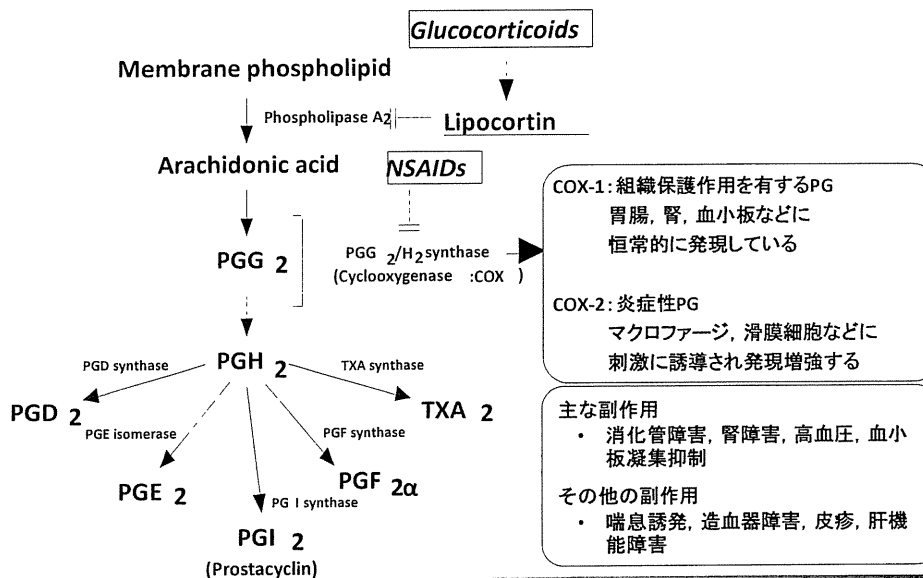 Glucocorticoids
Membrane phospholipid
Phospholipase A2
Lipocortin
Arachidonic acid
NSAIDs
PGG 2
PGG 2/H2 synthase
(Cyclooxygenase :COX )
COX-1:組織保護作用を有するPG
胃腸, 腎, 血小板などに
恒常的に発現している
COX-2:炎症性PG
マクロファージ, 滑膜細胞などに
刺激に誘導され発現増強する
PGH 2
PGD synthase
TXA synthase
PGD 2
TXA 2
PGE isomerase
PGF synthase
PGE 2
PGF 2α
PG I synthase
PGI 2
(Prostacyclin)
主な副作用
• 消化管障害, 腎障害, 高血圧, 血小
板凝集抑制
その他の副作用
• 喘息誘発, 造血器障害, 皮疹, 肝機
能障害